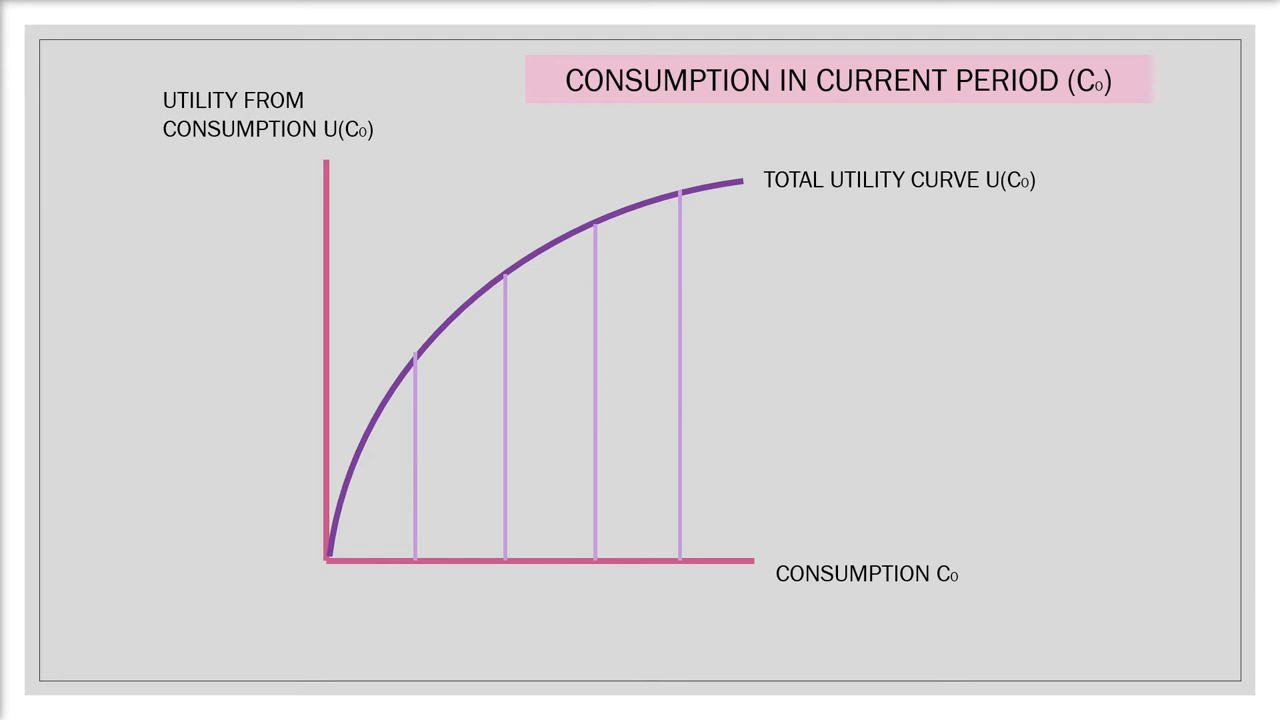 CONSUMPTION IN CURRENT PERIOD (C₀)
UTILITY FROM
CONSUMPTION U(C₀)
TOTAL UTILITY CURVE U(C₀)
CONSUMPTION C₀